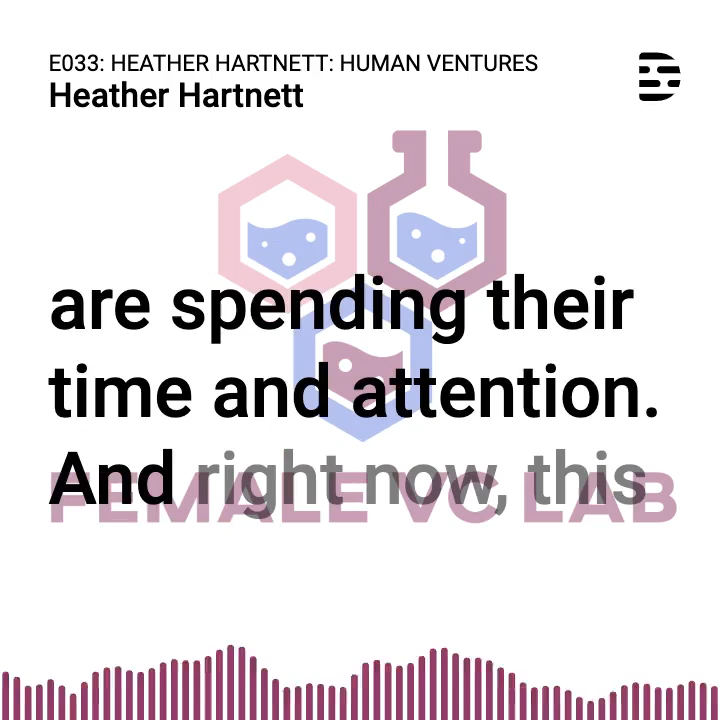 E033: HEATHER HARTNETT: HUMAN VENTURES
Heather Hartnett
are spending their
time and attention.
And right now, this
FEMALE VC LAB